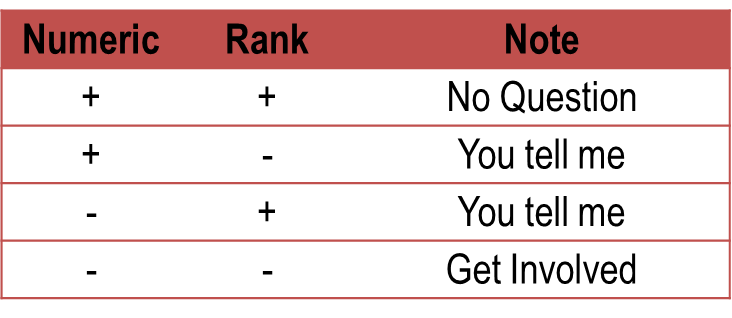 Numeric Rank Note
+ + No Question
+ - You tell me
- + You tell me
- - Get Involved